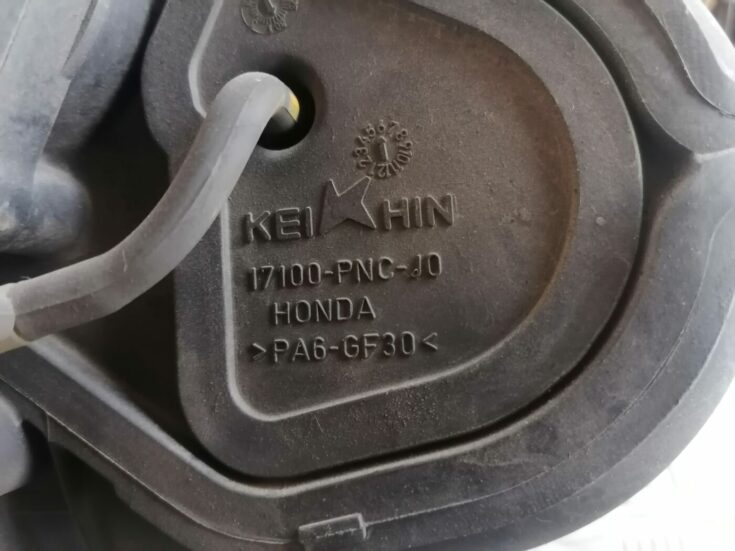 KEIHIN
17100-PNC-J0
HONDA
>PA6-GF30<